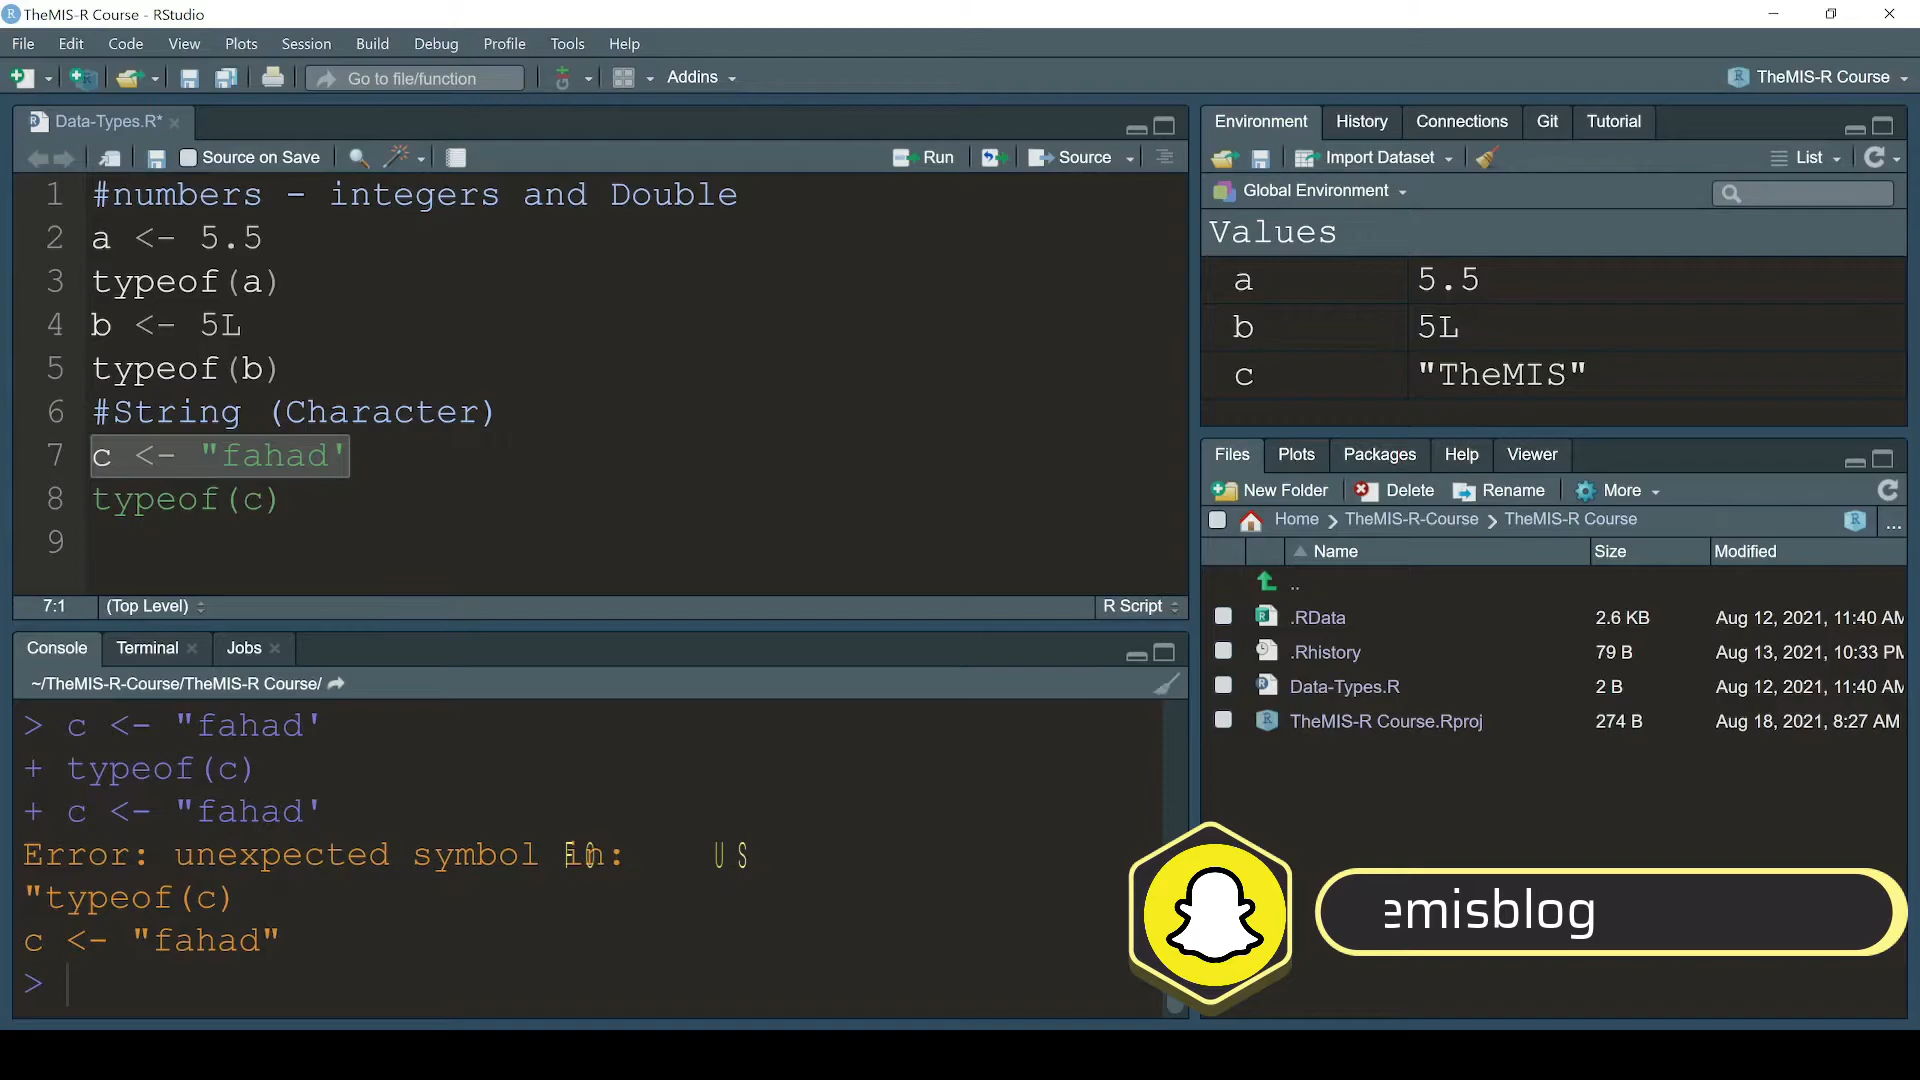 TheMIS-R Course - RStudio
File Edit Code View Plots Session Build Debug Profile Tools Help
Go to file/function Addins TheMIS-R Course
Data-Types.R*
Source on Save Run Source
1 #numbers - integers and Double
2 a <- 5.5
3 typeof(a)
4 b <- 5L
5 typeof(b)
6 #String (Character)
7 c <- "fahad'
8 typeof(c)
9
7:1 (Top Level) R Script
Console Terminal Jobs
~/TheMIS-R-Course/TheMIS-R Course/
> c <- "fahad'
+ typeof(c)
+ c <- "fahad'
Error: unexpected symbol in:
"typeof(c)
c <- "fahad"
>
U S
Environment History Connections Git Tutorial
Import Dataset List
Global Environment
Values
a 5.5
b 5L
c "TheMIS"
Files Plots Packages Help Viewer
New Folder Delete Rename More
Home TheMIS-R-Course TheMIS-R Course ...
Name Size Modified
..
.RData 2.6 KB Aug 12, 2021, 11:40 AM
.Rhistory 79 B Aug 13, 2021, 10:33 PM
Data-Types.R 2 B Aug 12, 2021, 11:40 AM
TheMIS-R Course.Rproj 274 B Aug 18, 2021, 8:27 AM
emisblog